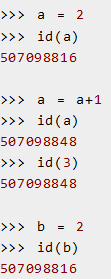 >>> a = 2
>>> id(a)
507098816
>>> a = a+1
>>> id(a)
507098848
>>> id(3)
507098848
>>> b = 2
>>> id(b)
507098816